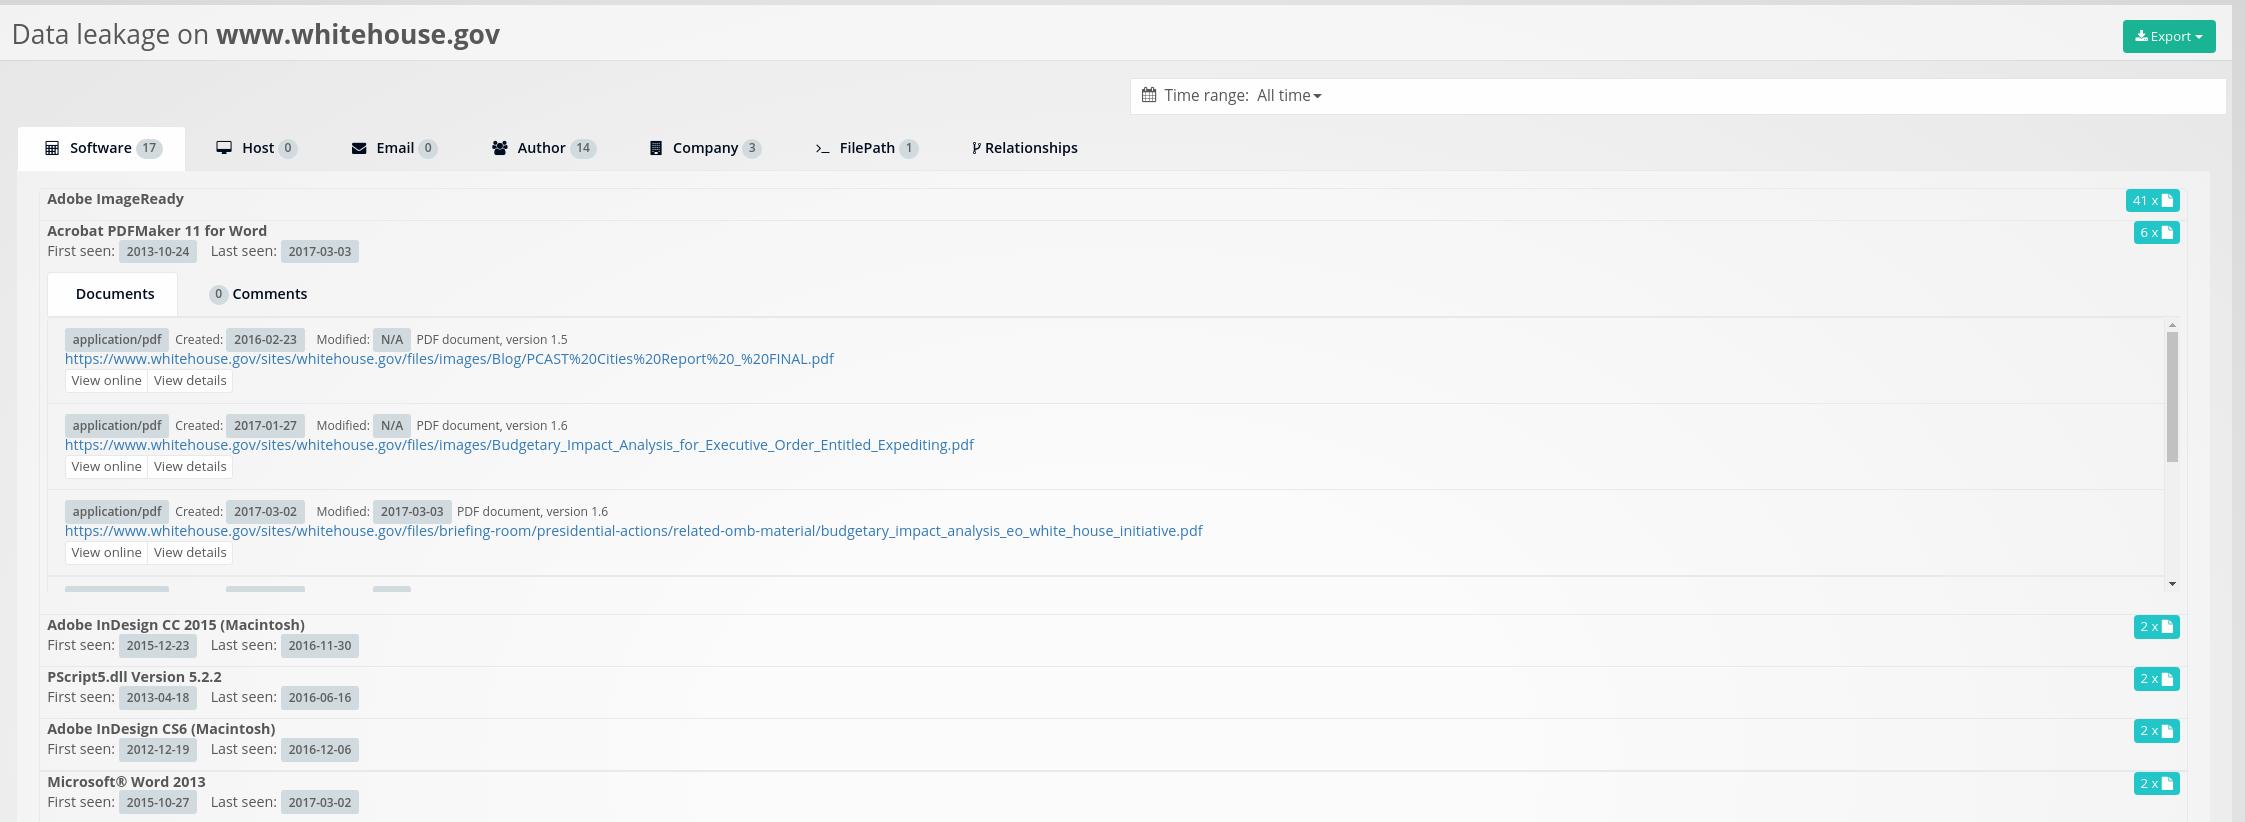 Data leakage on www.whitehouse.gov
Export
Time range: All time
Software 17 Host 0 Email 0 Author 14 Company 3 FilePath 1 Relationships
Adobe ImageReady 41 x
Acrobat PDFMaker 11 for Word 6 x
First seen: 2013-10-24 Last seen: 2017-03-03
Documents 0 Comments
application/pdf Created: 2016-02-23 Modified: N/A PDF document, version 1.5
https://www.whitehouse.gov/sites/whitehouse.gov/files/images/Blog/PCAST%20Cities%20Report%20_%20FINAL.pdf
View online View details
application/pdf Created: 2017-01-27 Modified: N/A PDF document, version 1.6
https://www.whitehouse.gov/sites/whitehouse.gov/files/images/Budgetary_Impact_Analysis_for_Executive_Order_Entitled_Expediting.pdf
View online View details
application/pdf Created: 2017-03-02 Modified: 2017-03-03 PDF document, version 1.6
https://www.whitehouse.gov/sites/whitehouse.gov/files/briefing-room/presidential-actions/related-omb-material/budgetary_impact_analysis_eo_white_house_initiative.pdf
View online View details
Adobe InDesign CC 2015 (Macintosh) 2 x
First seen: 2015-12-23 Last seen: 2016-11-30
PScript5.dll Version 5.2.2 2 x
First seen: 2013-04-18 Last seen: 2016-06-16
Adobe InDesign CS6 (Macintosh) 2 x
First seen: 2012-12-19 Last seen: 2016-12-06
Microsoft® Word 2013 2 x
First seen: 2015-10-27 Last seen: 2017-03-02